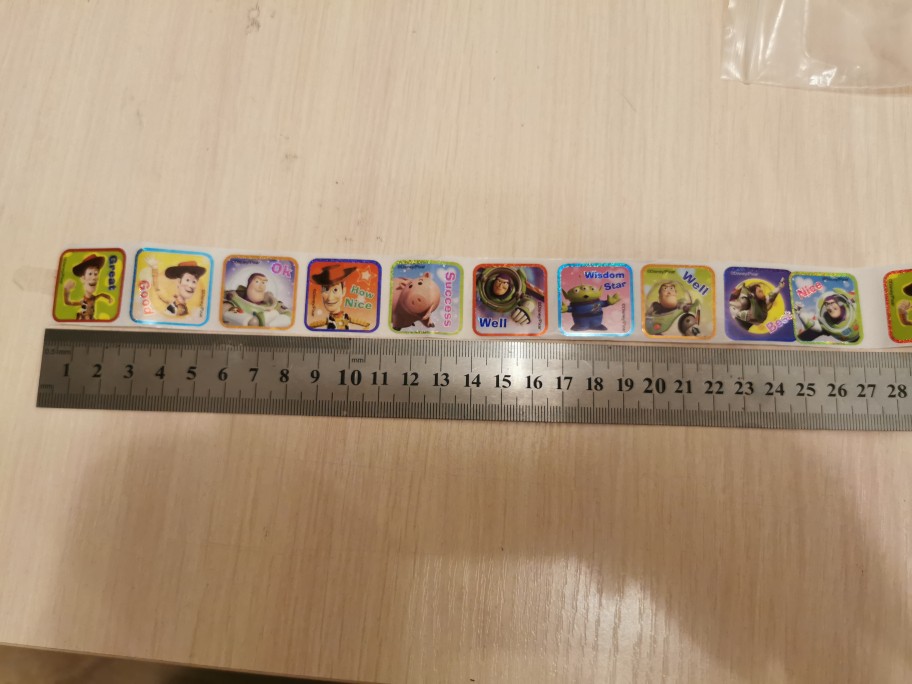 Great
Good
Ok
How
Nice
Success
Well
Wisdom
Star
Well
Best
Nice
0.5mm
mm
1 2 3 4 5 6 7 8 9 10 11 12 13 14 15 16 17 18 19 20 21 22 23 24 25 26 27 28